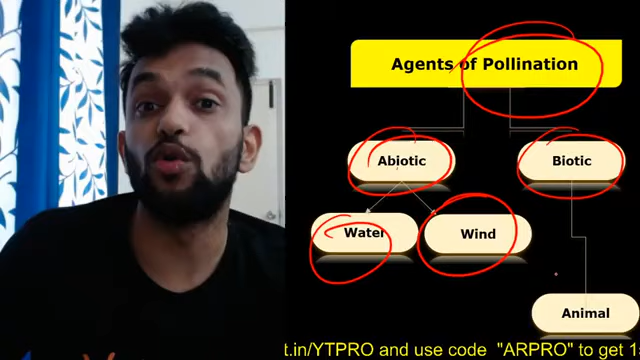 Agents of Pollination
Abiotic
Biotic
Water
Wind
Animal
t.in/YTPRO and use code "ARPRO" to get 1